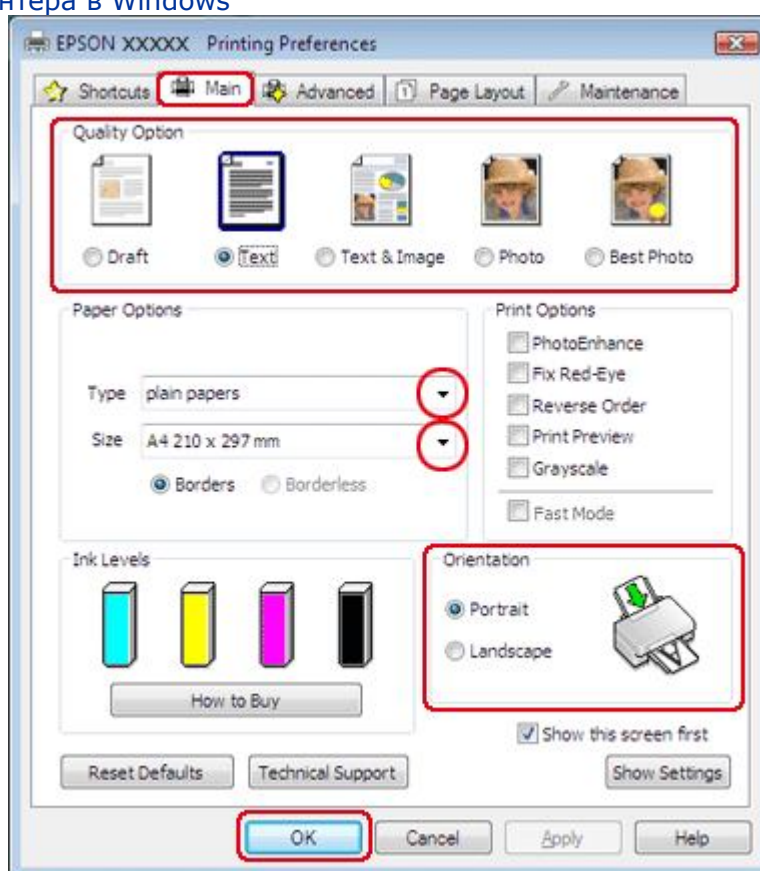 нтера в Windows
EPSON XXXXX Printing Preferences
Shortcuts Main Advanced Page Layout Maintenance
Quality Option
Draft Text Text & Image Photo Best Photo
Paper Options
Type plain papers
Size A4 210 x 297 mm
Borders Borderless
Print Options
PhotoEnhance
Fix Red-Eye
Reverse Order
Print Preview
Grayscale
Fast Mode
Ink Levels
How to Buy
Orientation
Portrait
Landscape
Show this screen first
Reset Defaults Technical Support Show Settings
OK Cancel Apply Help